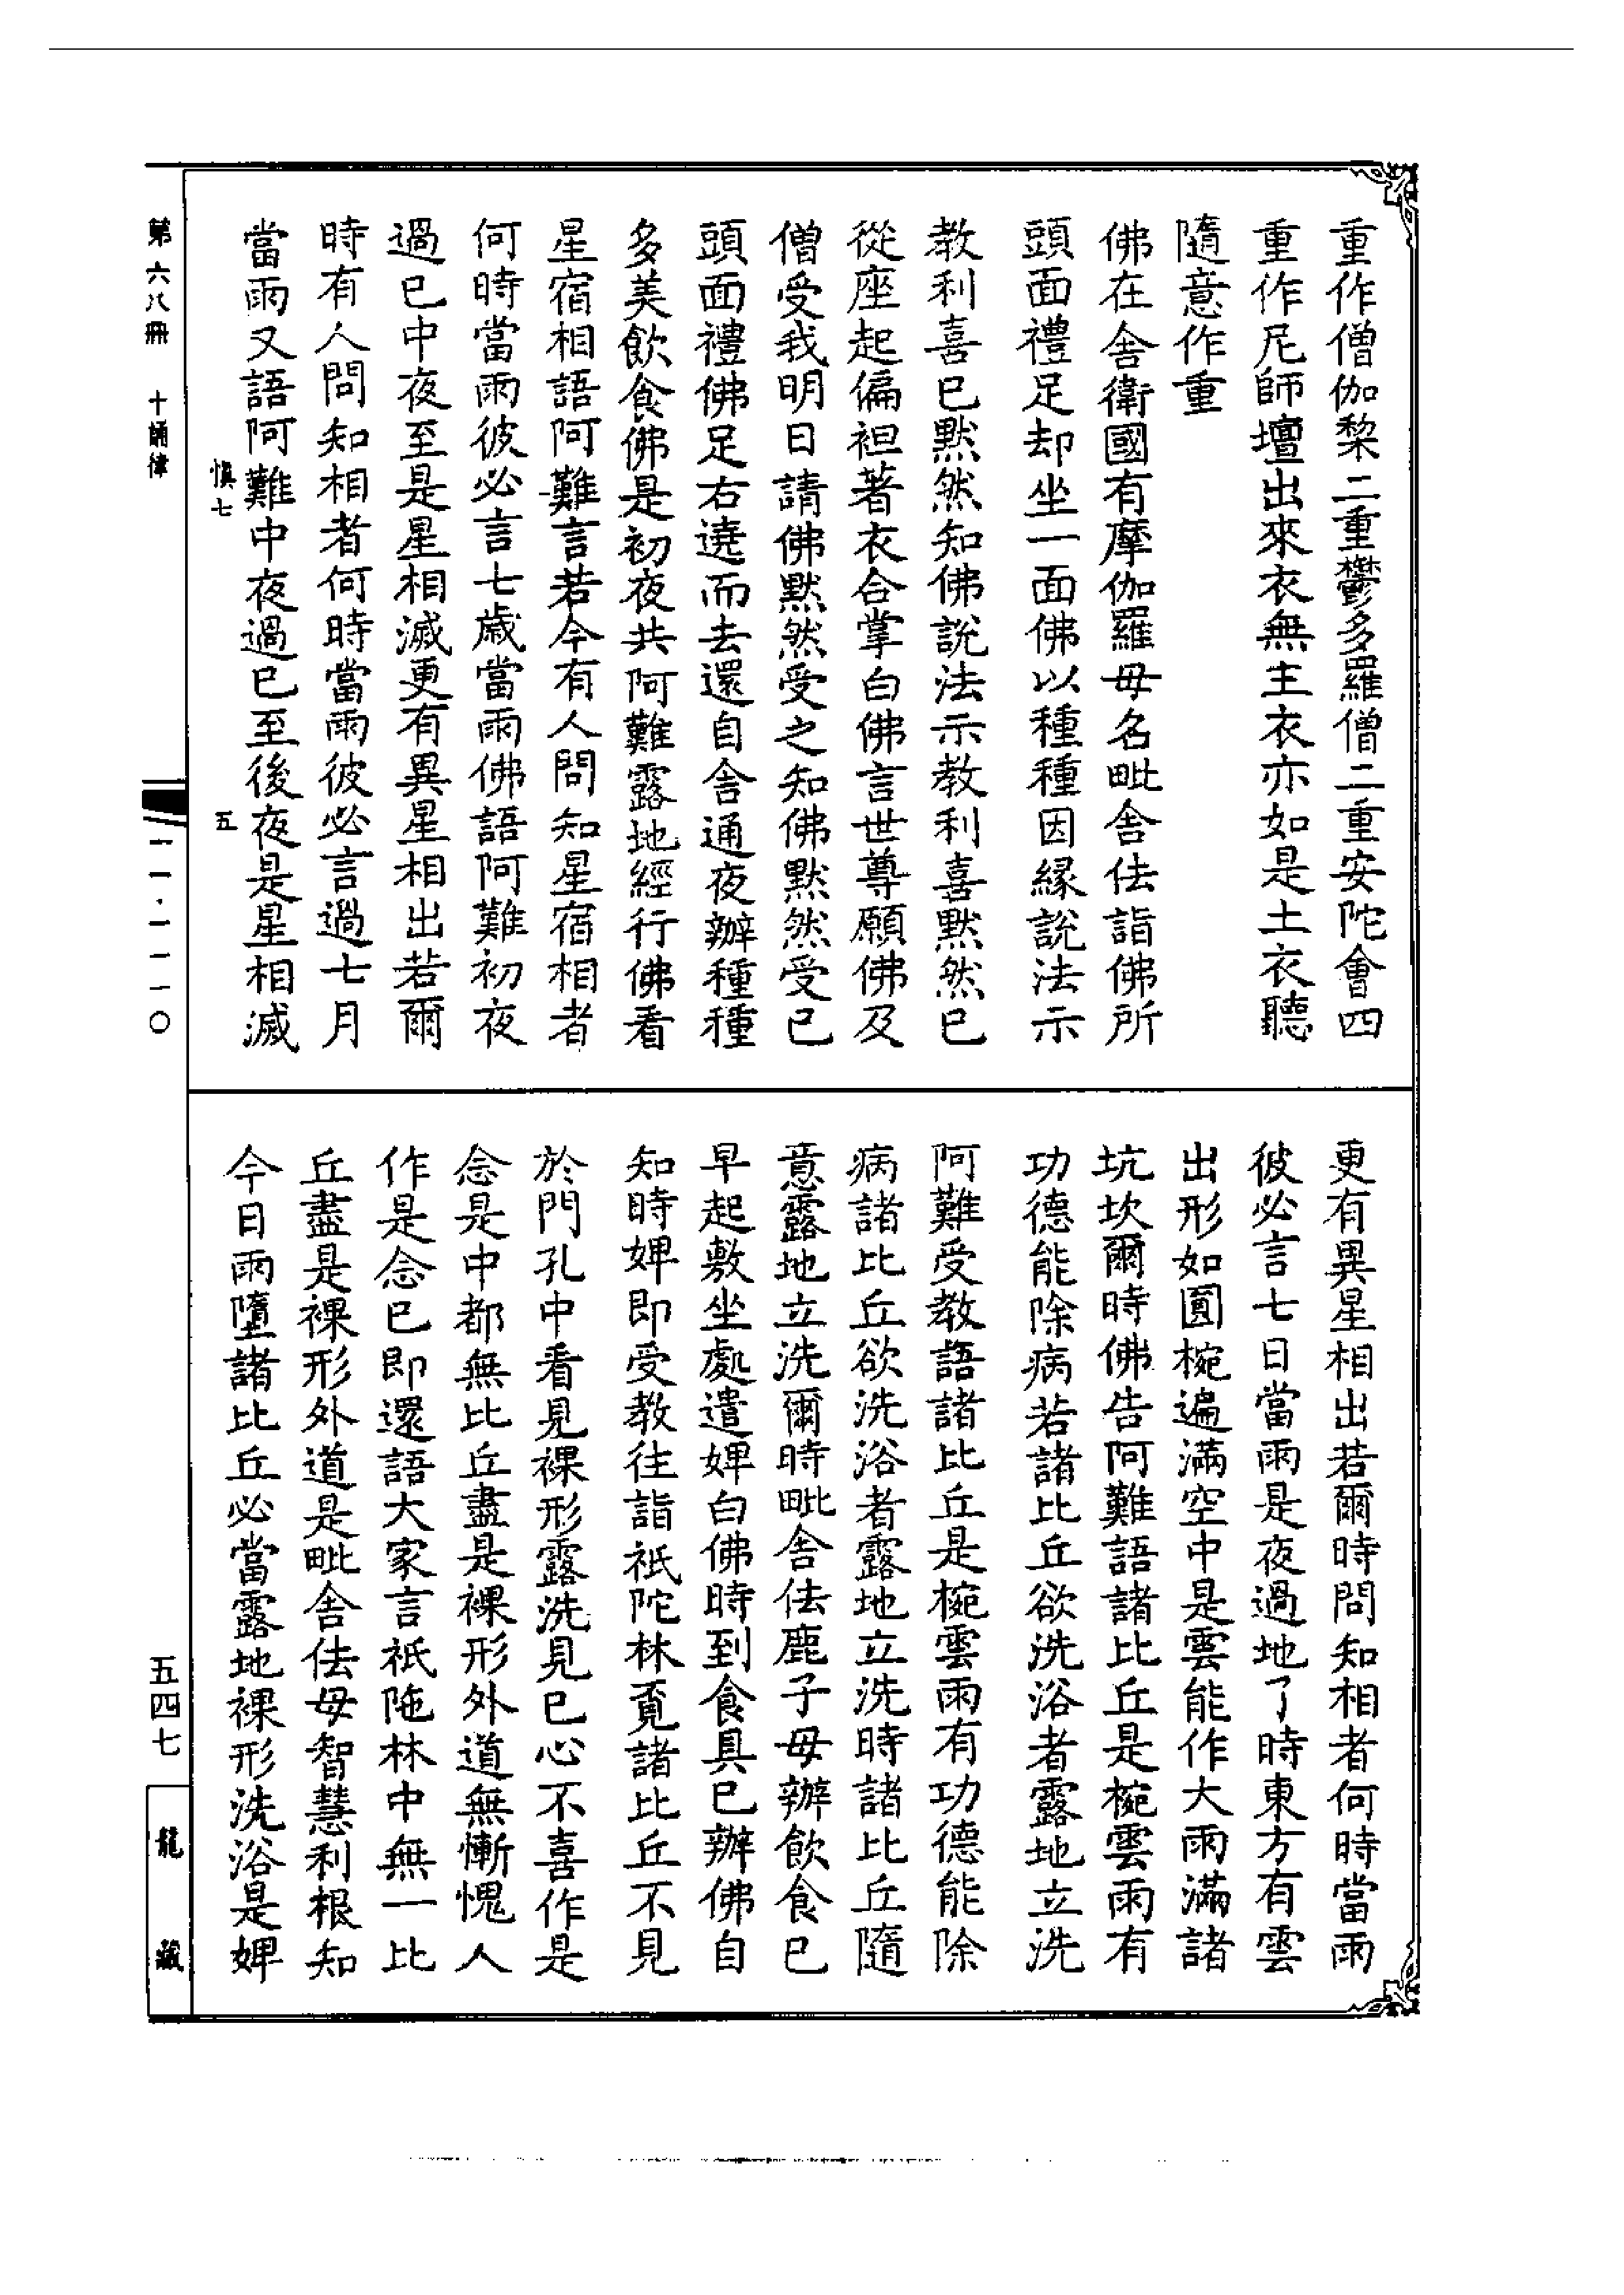 重作僧伽棃二重鬱多羅僧二重安陀會四
重作尼師壇出來衣無主衣亦如是土衣聽
隨意作重
佛在舍衛國有摩伽羅母名毗舍佉詣佛所
頭面禮足却坐一面佛以種種因緣說法示
教利喜已默然知佛說法示教利喜默然已
從座起偏袒著衣合掌白佛言世尊願佛及
僧受我明日請佛默然受之知佛默然受已
頭面禮佛足右遶而去還自舍通夜辦種種
多美飲食佛是初夜共阿難露地經行佛看
星宿相語阿難言若今有人問知星宿相者
何時當雨彼必言七歲當雨佛語阿難初夜
過已中夜至是星相滅更有異星相出若爾
時有人問知相者何時當雨彼必言過七月
當雨又語阿難中夜過已至後夜是星相滅
更有異星相出若爾時問知相者何時當雨
彼必言七日當雨是夜過地了時東方有雲
出形如圓椀遍滿空中是雲能作大雨滿諸
坑坎爾時佛告阿難語諸比丘是椀雲雨有
功德能除病若諸比丘欲洗浴者露地立洗
阿難受教語諸比丘是椀雲雨有功德能除
病諸比丘欲洗浴者露地立洗時諸比丘隨
意露地立洗爾時毗舍佉鹿子母辦飲食已
早起敷坐處遣婢白佛時到食具已辦佛自
知時婢即受教往詣祇陀林覓諸比丘不見
於門孔中看見裸形露洗見已心不喜作是
念是中都無比丘盡是裸形外道無慚愧人
作是念已即還語大家言祇陁林中無一比
丘盡是裸形外道是毗舍佉母智慧利根知
今日雨墮諸比丘必當露地裸形洗浴是婢
慎七
五
第六八冊 十誦律
一一·一一一〇
五四七
龍藏